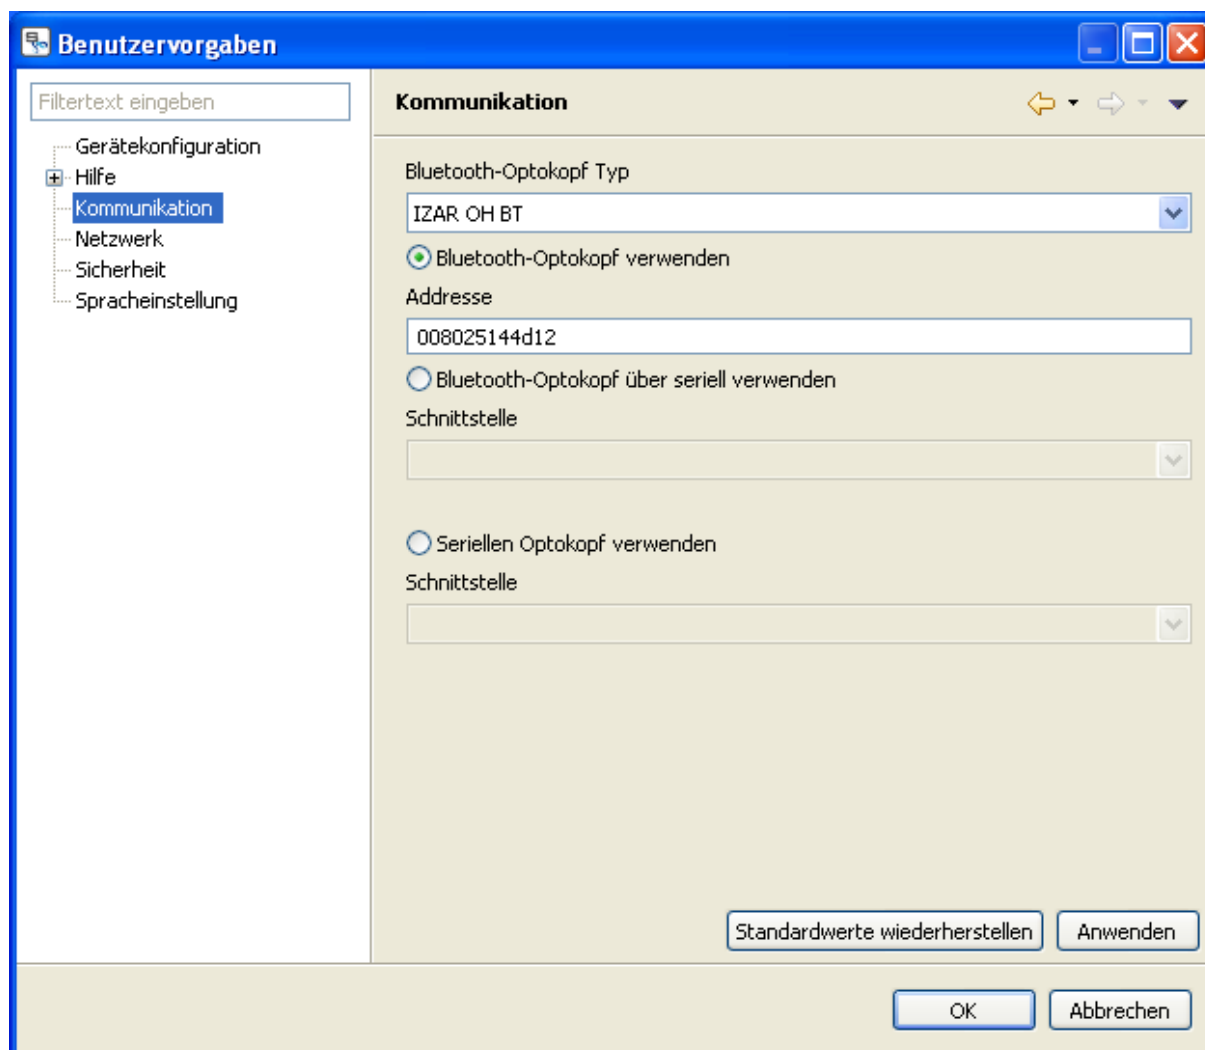 Benutzervorgaben
Filtertext eingeben
Gerätekonfiguration
Hilfe
Kommunikation
Netzwerk
Sicherheit
Spracheinstellung
Kommunikation
Bluetooth-Optokopf Typ
IZAR OH BT
Bluetooth-Optokopf verwenden
Addresse
008025144d12
Bluetooth-Optokopf über seriell verwenden
Schnittstelle
Seriellen Optokopf verwenden
Schnittstelle
Standardwerte wiederherstellen Anwenden
OK Abbrechen